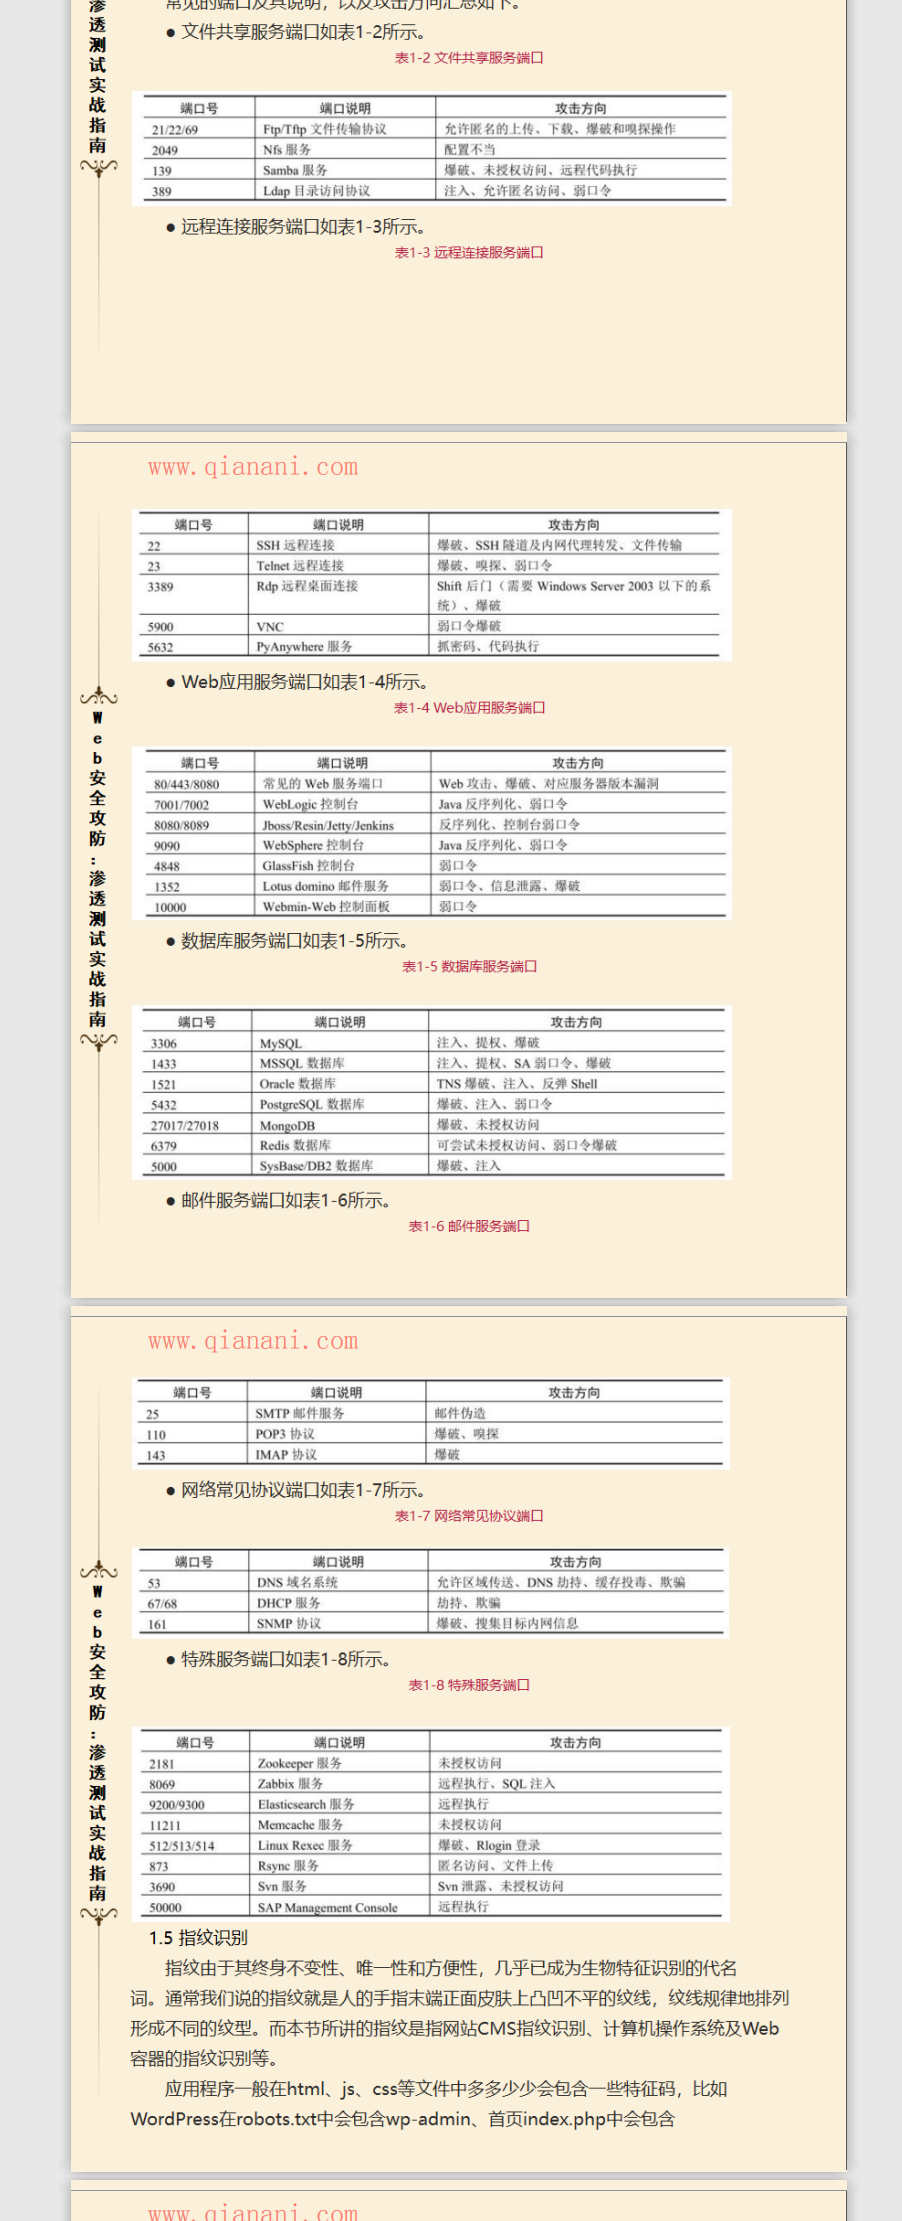 渗透测试实战指南
常见的端口及其说明，以及攻击方向汇总如下。
● 文件共享服务端口如表1-2所示。
表1-2 文件共享服务端口
端口号 端口说明 攻击方向
21/22/69 Ftp/Tftp 文件传输协议 允许匿名的上传、下载、爆破和嗅探操作
2049 Nfs 服务 配置不当
139 Samba 服务 爆破、未授权访问、远程代码执行
389 Ldap 目录访问协议 注入、允许匿名访问、弱口令
● 远程连接服务端口如表1-3所示。
表1-3 远程连接服务端口
www.qianani.com
Web安全攻防:渗透测试实战指南
端口号 端口说明 攻击方向
22 SSH 远程连接 爆破、SSH 隧道及内网代理转发、文件传输
23 Telnet 远程连接 爆破、嗅探、弱口令
3389 Rdp 远程桌面连接 Shift 后门（需要 Windows Server 2003 以下的系
统）、爆破
5900 VNC 弱口令爆破
5632 PyAnywhere 服务 抓密码、代码执行
● Web应用服务端口如表1-4所示。
表1-4 Web应用服务端口
端口号 端口说明 攻击方向
80/443/8080 常见的 Web 服务端口 Web 攻击、爆破、对应服务器版本漏洞
7001/7002 WebLogic 控制台 Java 反序列化、弱口令
8080/8089 Jboss/Resin/Jetty/Jenkins 反序列化、控制台弱口令
9090 WebSphere 控制台 Java 反序列化、弱口令
4848 GlassFish 控制台 弱口令
1352 Lotus domino 邮件服务 弱口令、信息泄露、爆破
10000 Webmin-Web 控制面板 弱口令
● 数据库服务端口如表1-5所示。
表1-5 数据库服务端口
端口号 端口说明 攻击方向
3306 MySQL 注入、提权、爆破
1433 MSSQL 数据库 注入、提权、SA 弱口令、爆破
1521 Oracle 数据库 TNS 爆破、注入、反弹 Shell
5432 PostgreSQL 数据库 爆破、注入、弱口令
27017/27018 MongoDB 爆破、未授权访问
6379 Redis 数据库 可尝试未授权访问、弱口令爆破
5000 SysBase/DB2 数据库 爆破、注入
● 邮件服务端口如表1-6所示。
表1-6 邮件服务端口
www.qianani.com
Web安全攻防:渗透测试实战指南
端口号 端口说明 攻击方向
25 SMTP 邮件服务 邮件伪造
110 POP3 协议 爆破、嗅探
143 IMAP 协议 爆破
● 网络常见协议端口如表1-7所示。
表1-7 网络常见协议端口
端口号 端口说明 攻击方向
53 DNS 域名系统 允许区域传送、DNS 劫持、缓存投毒、欺骗
67/68 DHCP 服务 劫持、欺骗
161 SNMP 协议 爆破、搜集目标内网信息
● 特殊服务端口如表1-8所示。
表1-8 特殊服务端口
端口号 端口说明 攻击方向
2181 Zookeeper 服务 未授权访问
8069 Zabbix 服务 远程执行、SQL 注入
9200/9300 Elasticsearch 服务 远程执行
11211 Memcache 服务 未授权访问
512/513/514 Linux Rexec 服务 爆破、Rlogin 登录
873 Rsync 服务 匿名访问、文件上传
3690 Svn 服务 Svn 泄露、未授权访问
50000 SAP Management Console 远程执行
1.5 指纹识别
指纹由于其终身不变性、唯一性和方便性，几乎已成为生物特征识别的代名
词。通常我们说的指纹就是人的手指末端正面皮肤上凸凹不平的纹线，纹线规律地排列
形成不同的纹型。而本节所讲的指纹是指网站CMS指纹识别、计算机操作系统及Web
容器的指纹识别等。
应用程序一般在html、js、css等文件中多多少少会包含一些特征码，比如
WordPress在robots.txt中会包含wp-admin、首页index.php中会包含
www.qianani.com